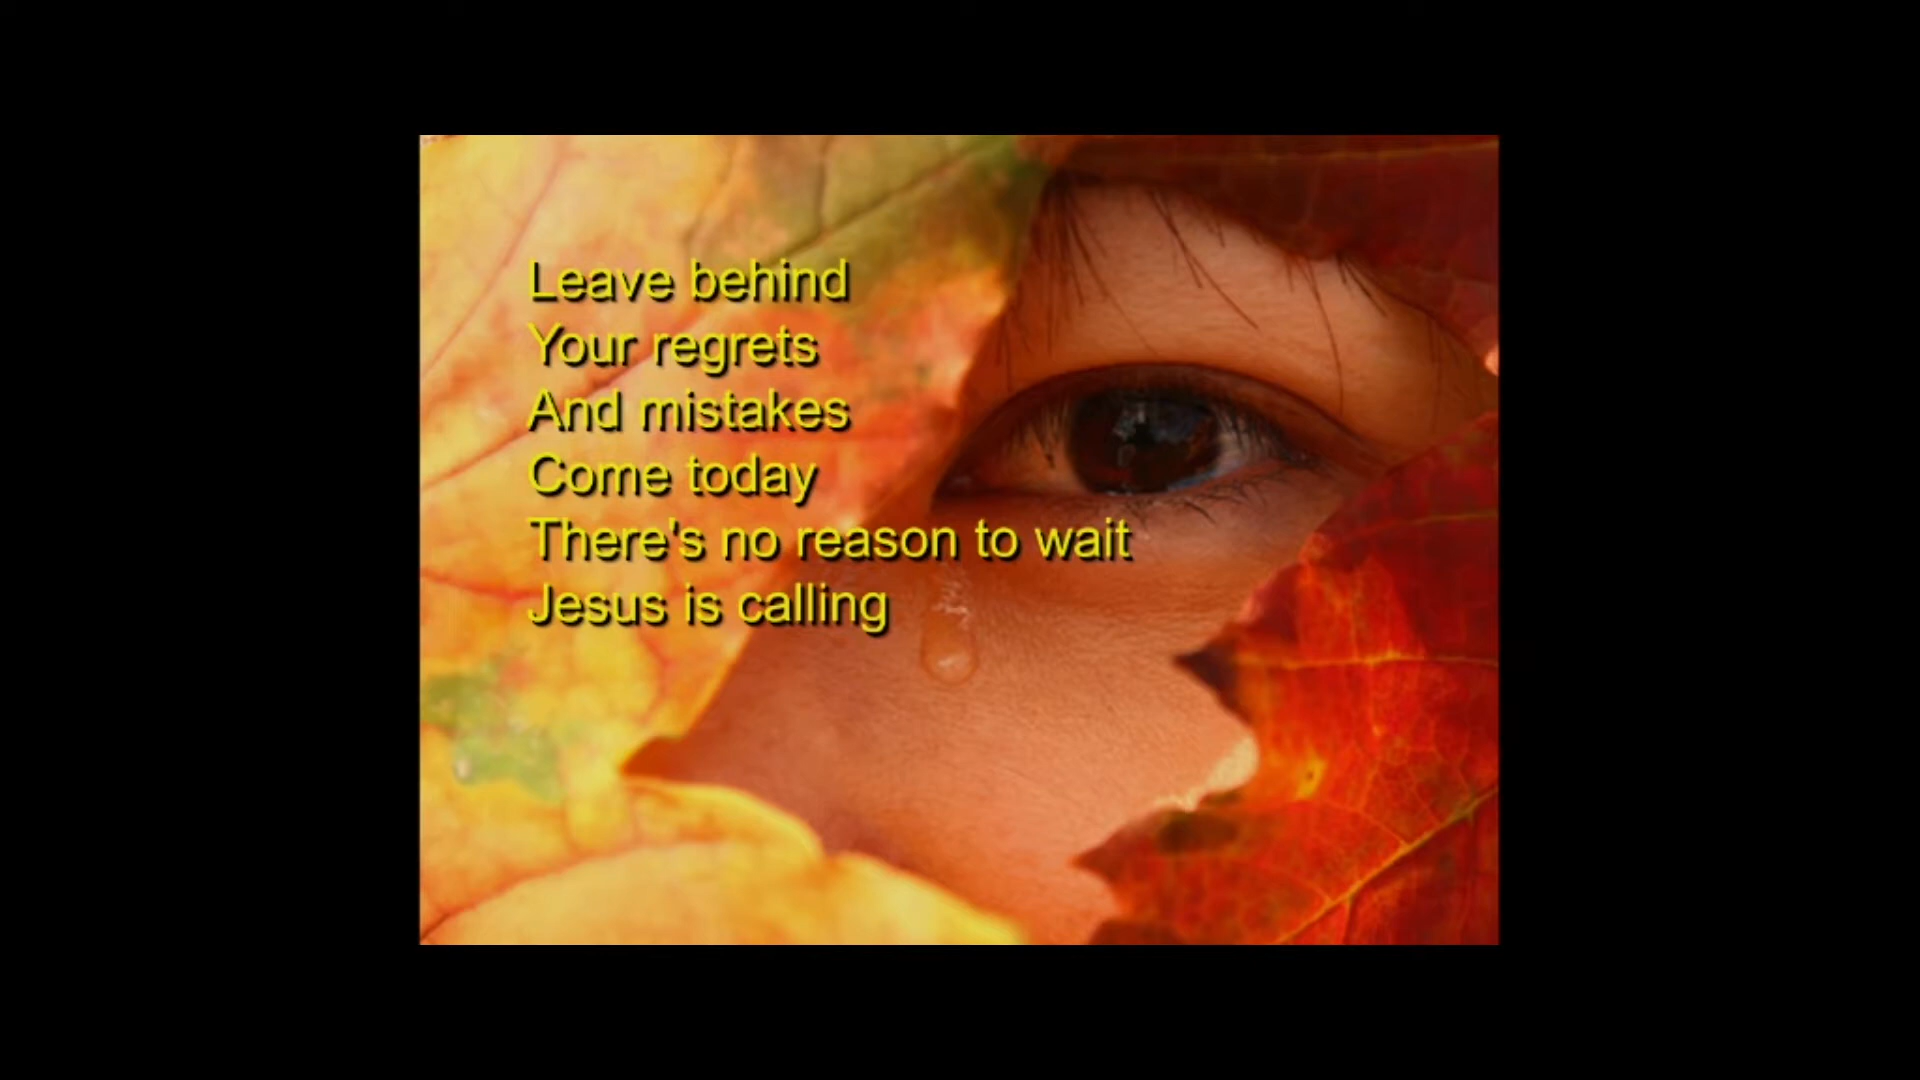 Leave behind
Your regrets
And mistakes
Come today
There's no reason to wait
Jesus is calling